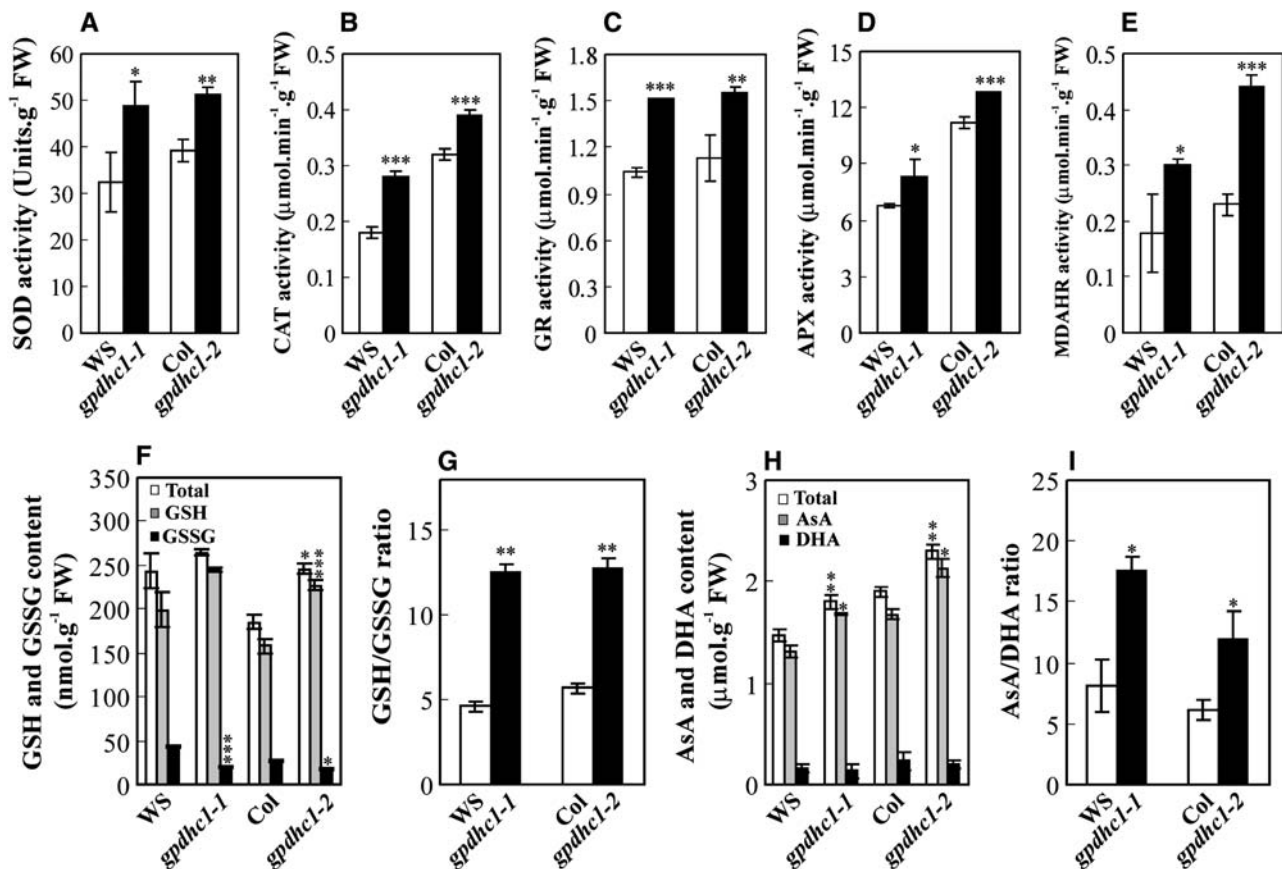 A
SOD activity (Units.g⁻¹ FW)
60
50
40
30
20
10
0
*
**
WS
gpdhc1-1
Col
gpdhc1-2
B
CAT activity (μmol.min⁻¹.g⁻¹ FW)
0.5
0.4
0.3
0.2
0.1
0
***
***
WS
gpdhc1-1
Col
gpdhc1-2
C
GR activity (μmol.min⁻¹.g⁻¹ FW)
1.8
1.5
1.2
0.9
0.6
0.3
0
***
**
WS
gpdhc1-1
Col
gpdhc1-2
D
APX activity (μmol.min⁻¹.g⁻¹ FW)
15
12
9
6
3
0
*
***
WS
gpdhc1-1
Col
gpdhc1-2
E
MDAHR activity (μmol.min⁻¹.g⁻¹ FW)
0.5
0.4
0.3
0.2
0.1
0
*
***
WS
gpdhc1-1
Col
gpdhc1-2
F
GSH and GSSG content
(nmol.g⁻¹ FW)
350
300
250
200
150
100
50
0
Total
GSH
GSSG
***
*
***
*
WS
gpdhc1-1
Col
gpdhc1-2
G
GSH/GSSG ratio
15
10
5
0
**
**
WS
gpdhc1-1
Col
gpdhc1-2
H
AsA and DHA content
(μmol.g⁻¹ FW)
3
2
1
0
Total
AsA
DHA
**
*
**
*
WS
gpdhc1-1
Col
gpdhc1-2
I
AsA/DHA ratio
25
20
15
10
5
0
*
*
WS
gpdhc1-1
Col
gpdhc1-2